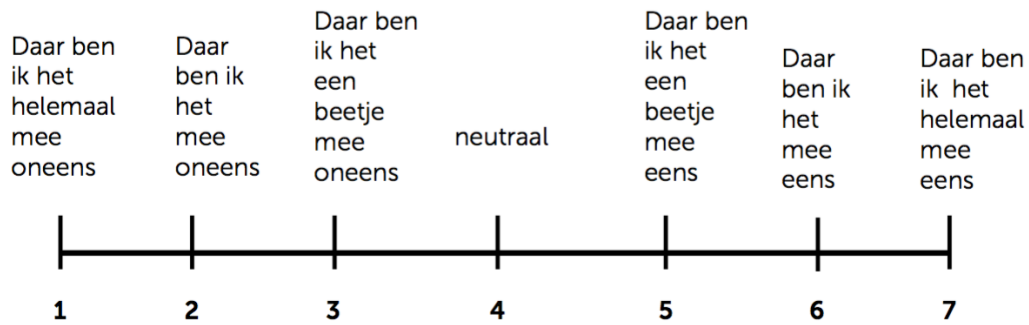 Daar ben
ik het
helemaal
mee
oneens
Daar
ben ik
het
mee
oneens
Daar ben
ik het
een
beetje
mee
oneens
neutraal
Daar ben
ik het
een
beetje
mee
eens
Daar
ben ik
het
mee
eens
Daar ben
ik het
helemaal
mee
eens
1 2 3 4 5 6 7